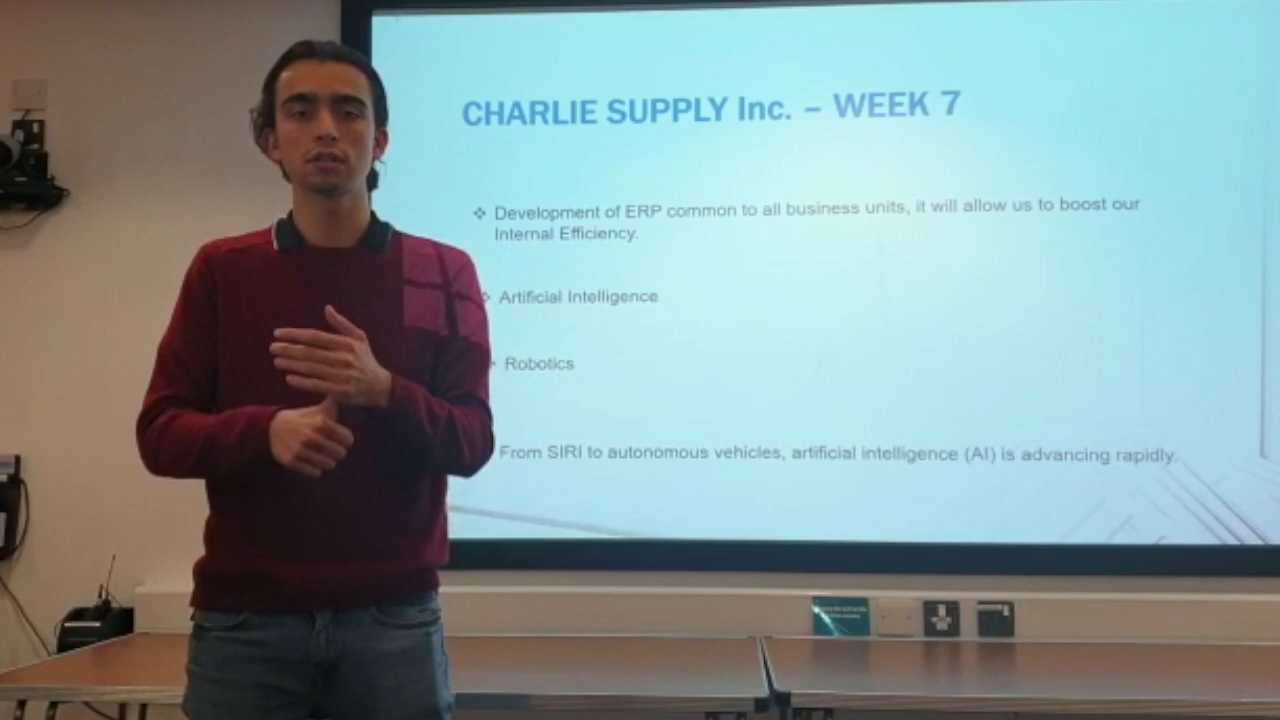 CHARLIE SUPPLY Inc. – WEEK 7
Development of ERP common to all business units, it will allow us to boost our
Internal Efficiency.
Artificial Intelligence
Robotics
From SIRI to autonomous vehicles, artificial intelligence (AI) is advancing rapidly.